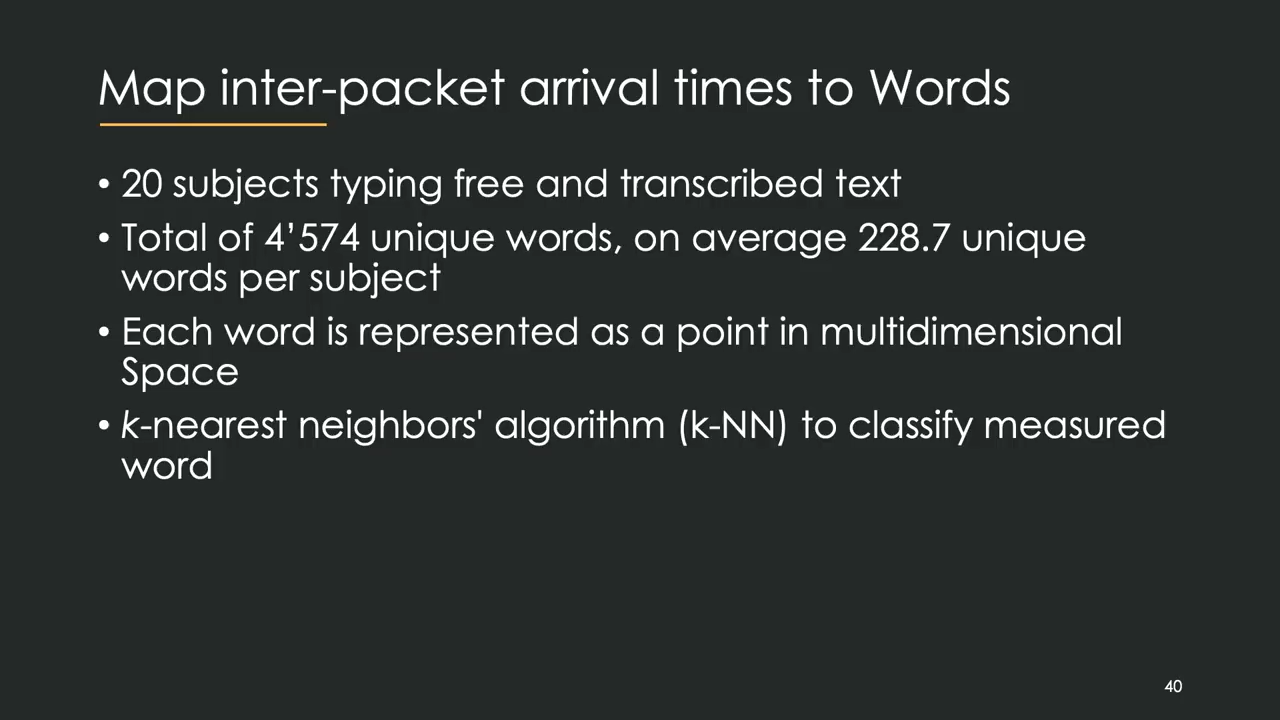 Map inter-packet arrival times to Words
• 20 subjects typing free and transcribed text
• Total of 4’574 unique words, on average 228.7 unique
words per subject
• Each word is represented as a point in multidimensional
Space
• k-nearest neighbors' algorithm (k-NN) to classify measured
word
40